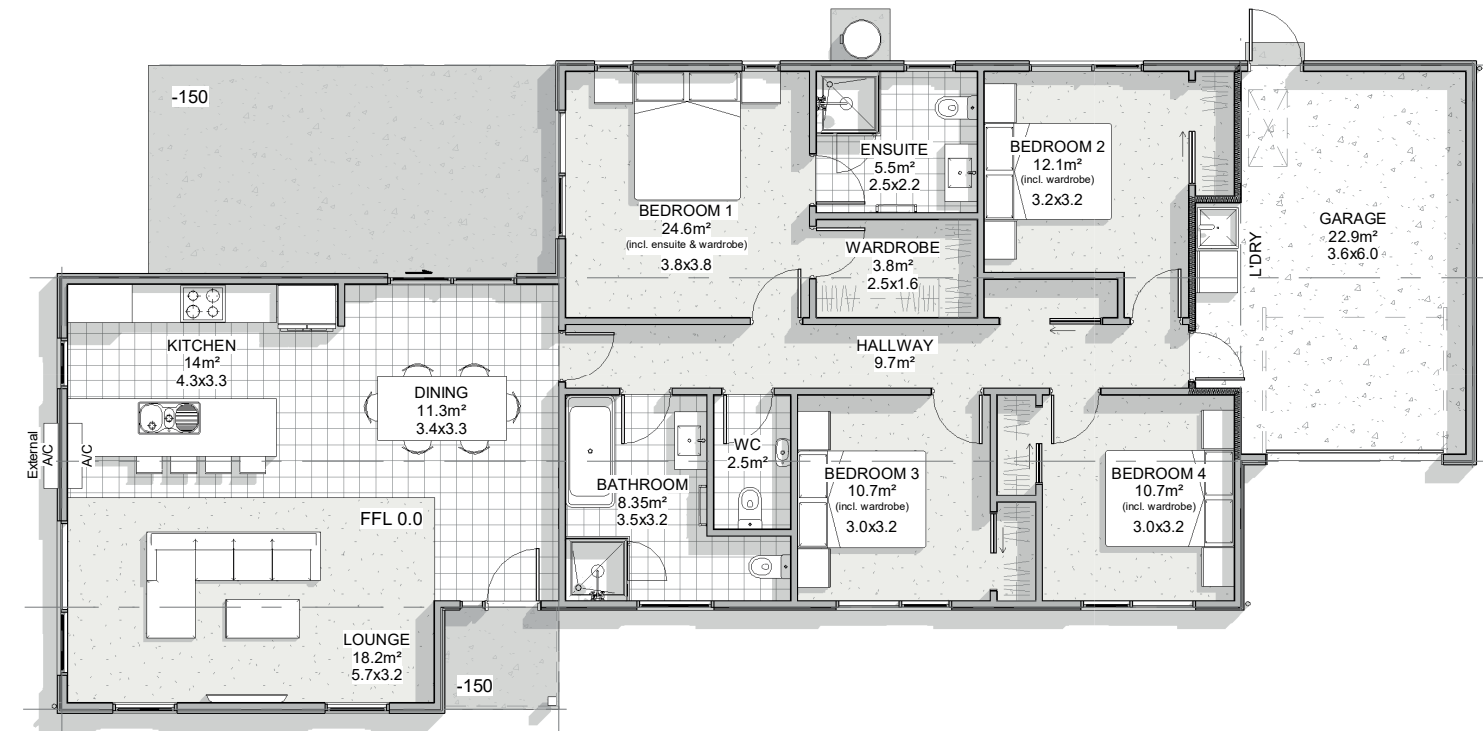 -150
BEDROOM 1
24.6m²
(incl. ensuite & wardrobe)
3.8x3.8
ENSUITE
5.5m²
2.5x2.2
WARDROBE
3.8m²
2.5x1.6
BEDROOM 2
12.1m²
(incl. wardrobe)
3.2x3.2
L'DRY
GARAGE
22.9m²
3.6x6.0
KITCHEN
14m²
4.3x3.3
DINING
11.3m²
3.4x3.3
HALLWAY
9.7m²
External
A/C
A/C
WC
2.5m²
BATHROOM
8.35m²
3.5x3.2
BEDROOM 3
10.7m²
(incl. wardrobe)
3.0x3.2
BEDROOM 4
10.7m²
(incl. wardrobe)
3.0x3.2
FFL 0.0
LOUNGE
18.2m²
5.7x3.2
-150